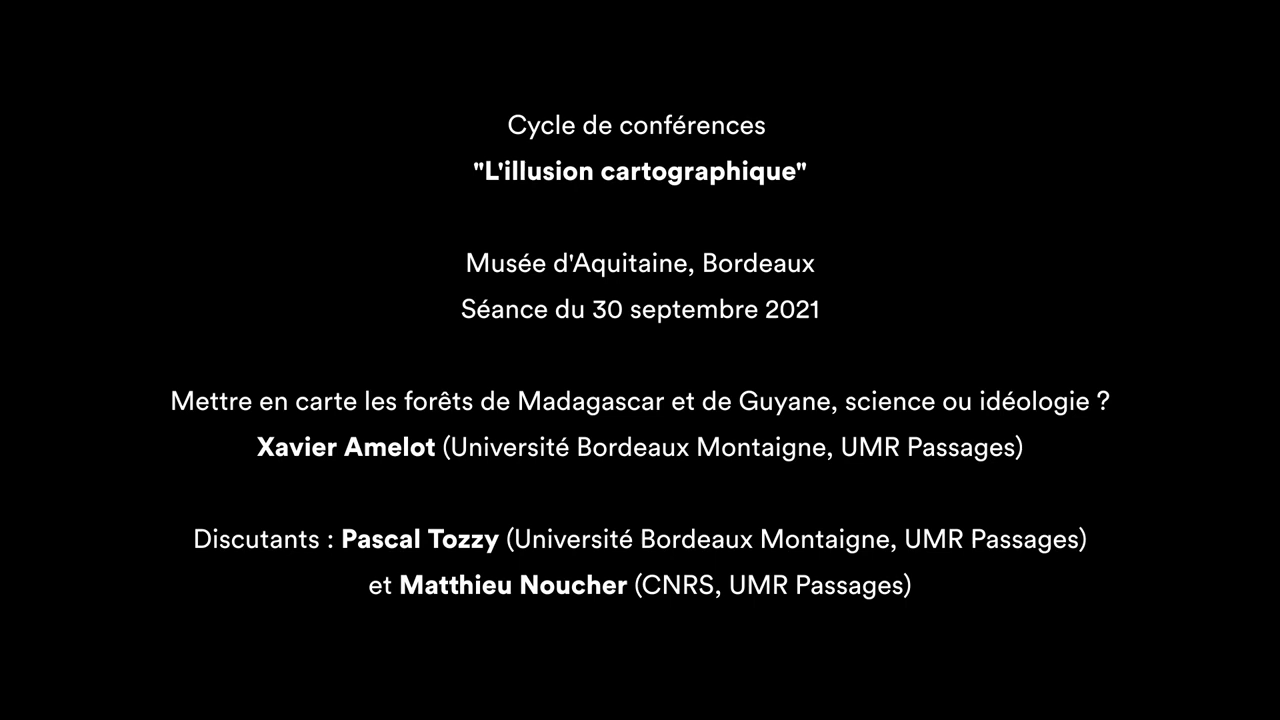 Cycle de conférences
"L'illusion cartographique"
Musée d'Aquitaine, Bordeaux
Séance du 30 septembre 2021
Mettre en carte les forêts de Madagascar et de Guyane, science ou idéologie ?
Xavier Amelot (Université Bordeaux Montaigne, UMR Passages)
Discutants : Pascal Tozzy (Université Bordeaux Montaigne, UMR Passages)
et Matthieu Noucher (CNRS, UMR Passages)